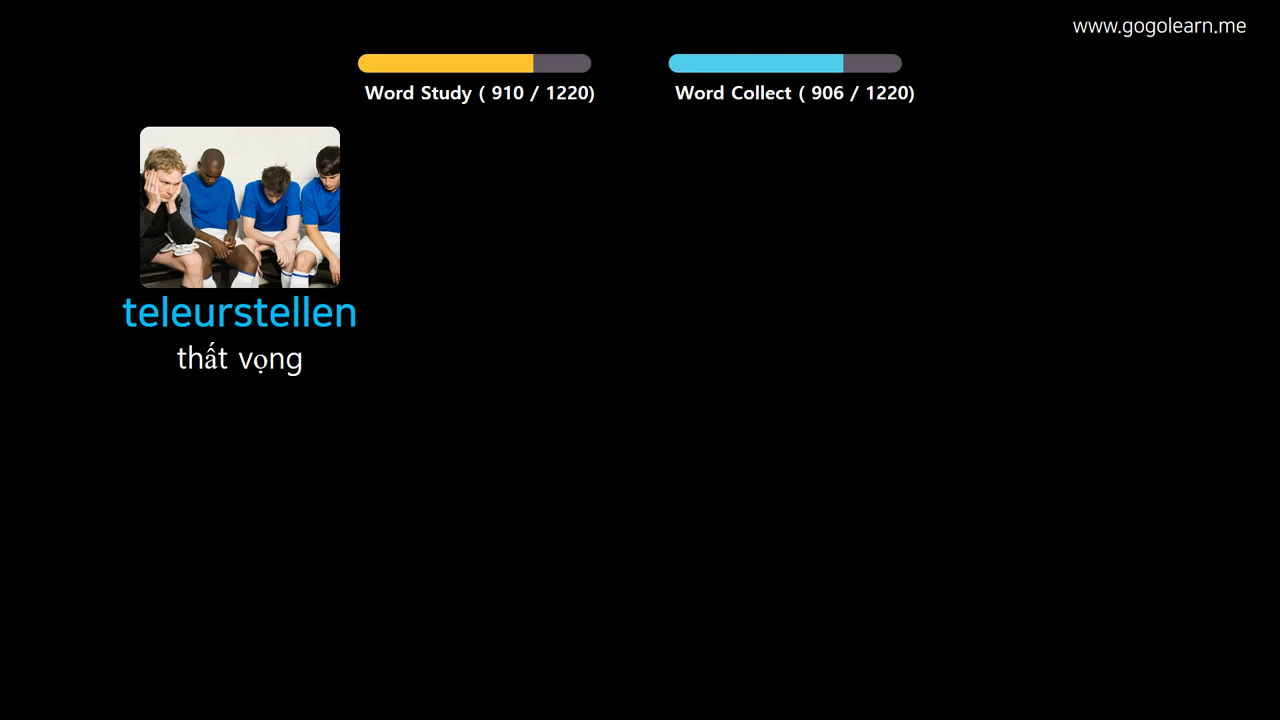 www.gogolearn.me
Word Study ( 910 / 1220)
Word Collect ( 906 / 1220)
teleurstellen
thất vọng